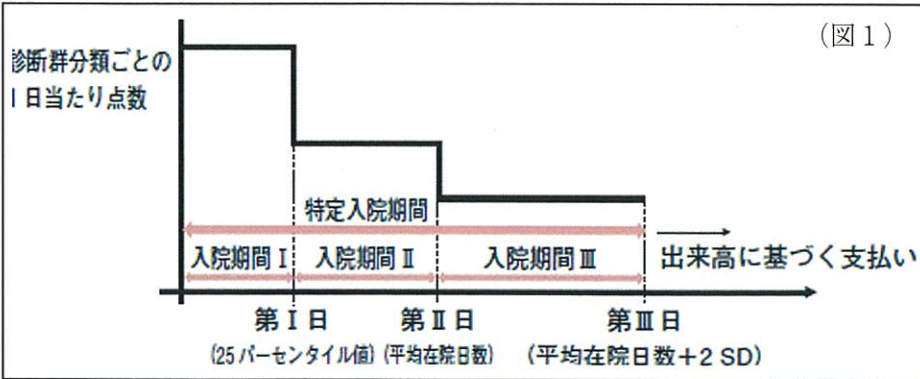 (図1)
診断群分類ごとの
1日当たり点数
特定入院期間
入院期間Ⅰ
入院期間Ⅱ
入院期間Ⅲ
出来高に基づく支払い
第Ⅰ日
第Ⅱ日
第Ⅲ日
(25パーセンタイル値)
(平均在院日数)
(平均在院日数+2 SD)